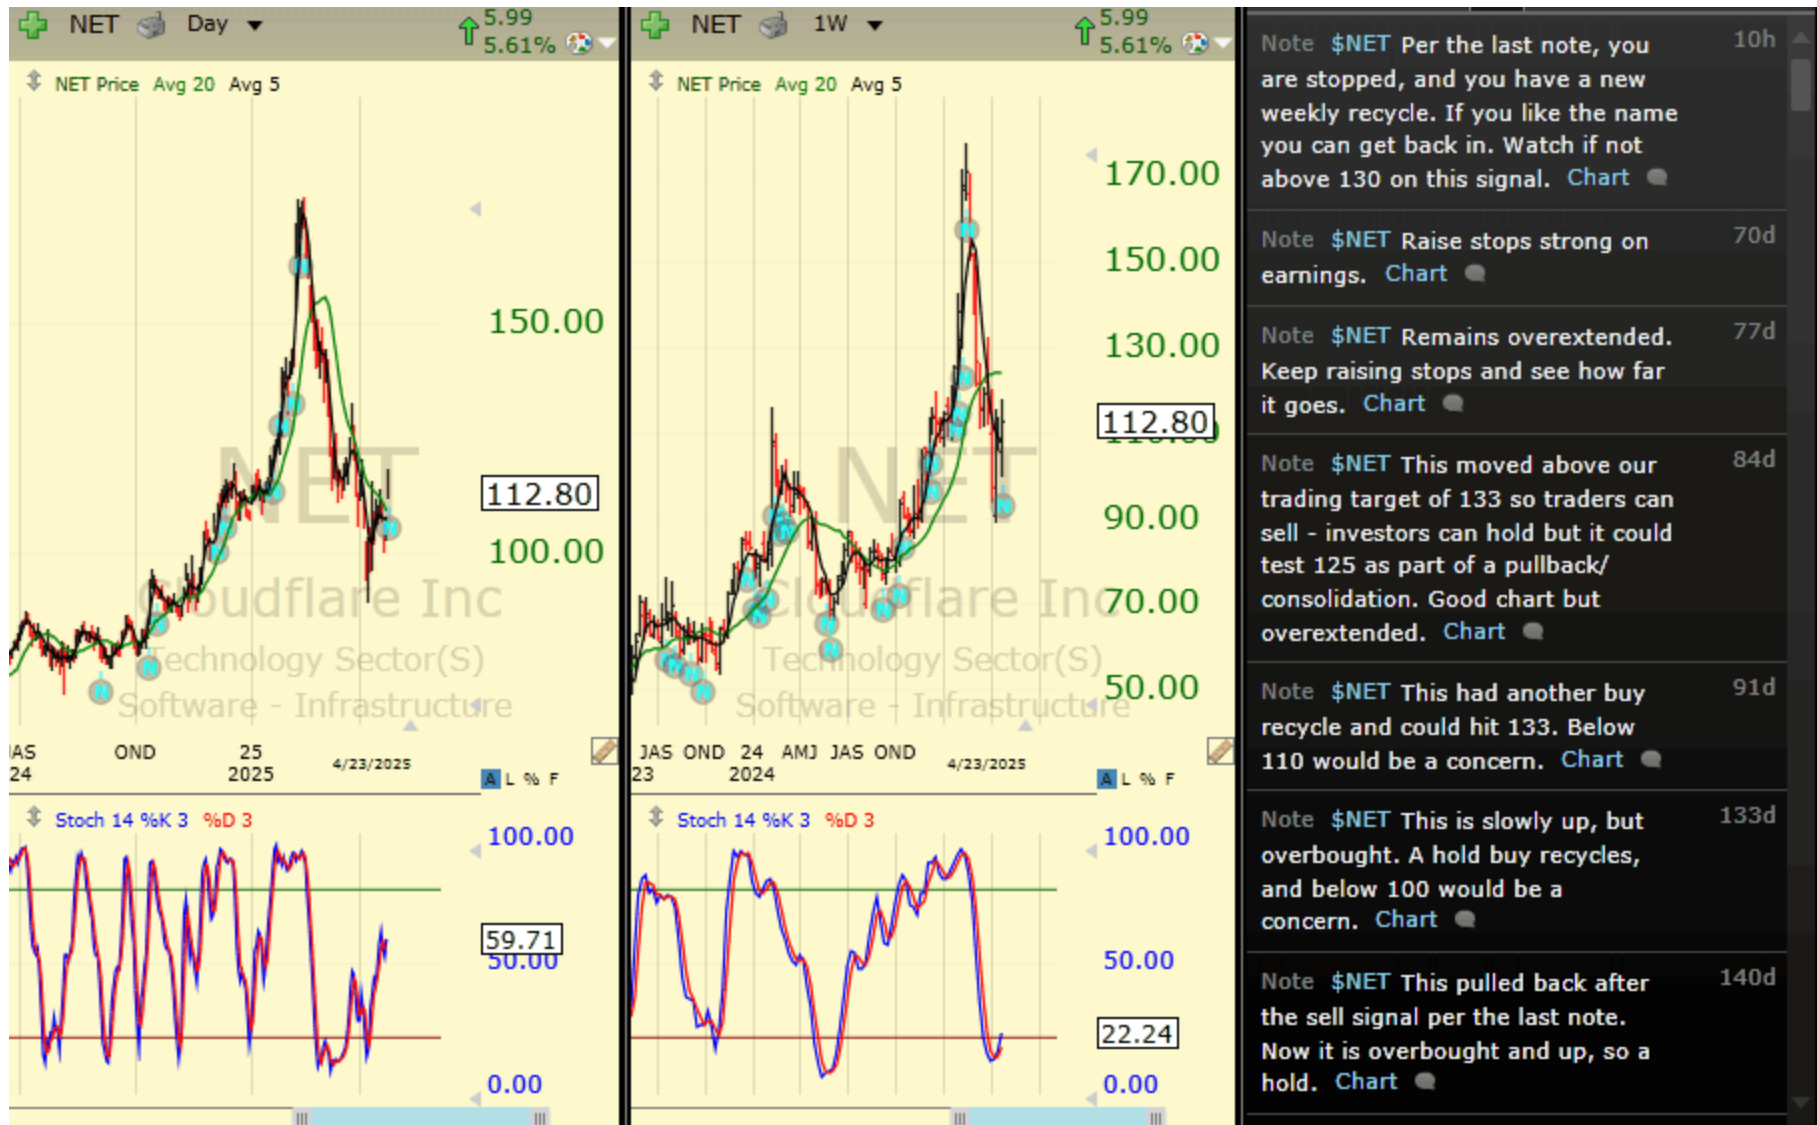 NET Day 5.99
5.61%
NET Price Avg 20 Avg 5
150.00
112.80
100.00
NET
Cloudflare Inc
Technology Sector(S)
Software - Infrastructure
JAS OND 25
24 2025 4/23/2025
A L % F
Stoch 14 %K 3 %D 3
100.00
59.71
50.00
0.00
NET 1W 5.99
5.61%
NET Price Avg 20 Avg 5
170.00
150.00
130.00
112.80
110.00
90.00
70.00
50.00
NET
Cloudflare Inc
Technology Sector(S)
Software - Infrastructure
JAS OND 24 AMJ JAS OND
23 2024 4/23/2025
A L % F
Stoch 14 %K 3 %D 3
100.00
50.00
22.24
0.00
Note $NET Per the last note, you 10h
are stopped, and you have a new
weekly recycle. If you like the name
you can get back in. Watch if not
above 130 on this signal. Chart
Note $NET Raise stops strong on 70d
earnings. Chart
Note $NET Remains overextended. 77d
Keep raising stops and see how far
it goes. Chart
Note $NET This moved above our 84d
trading target of 133 so traders can
sell - investors can hold but it could
test 125 as part of a pullback/
consolidation. Good chart but
overextended. Chart
Note $NET This had another buy 91d
recycle and could hit 133. Below
110 would be a concern. Chart
Note $NET This is slowly up, but 133d
overbought. A hold buy recycles,
and below 100 would be a
concern. Chart
Note $NET This pulled back after 140d
the sell signal per the last note.
Now it is overbought and up, so a
hold. Chart